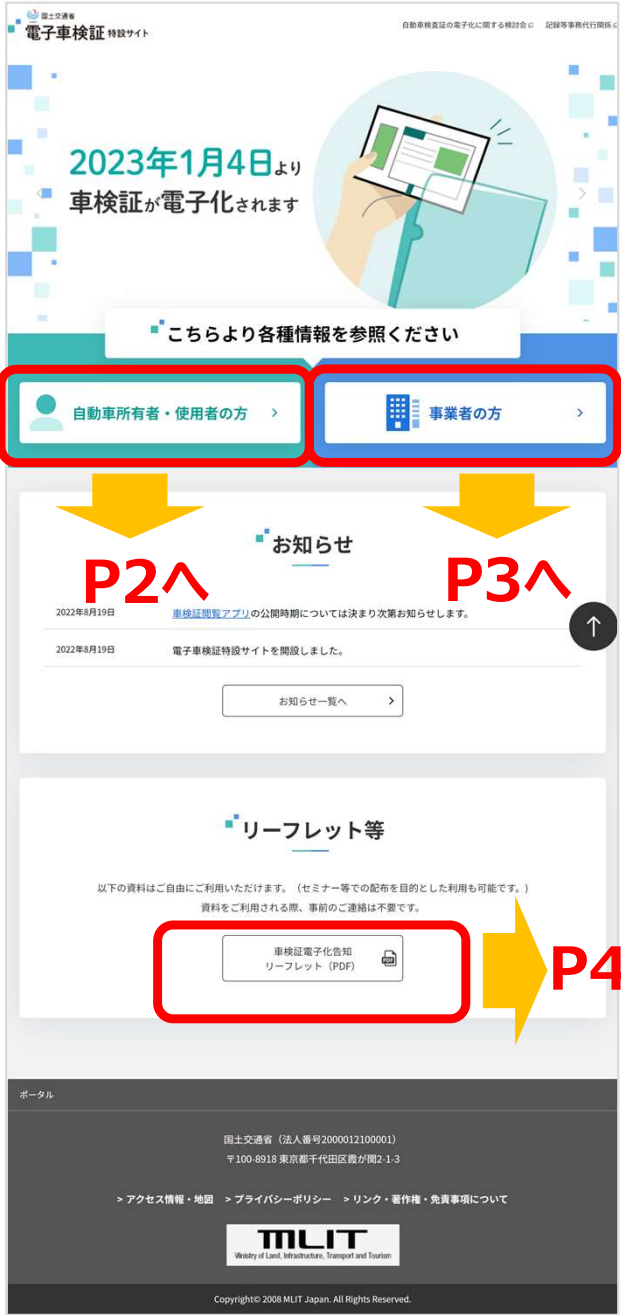 国土交通省
電子車検証 特設サイト
自動車検査証の電子化に関する検討会
記録等事務代行関係
2023年1月4日より
車検証が電子化されます
こちらより各種情報を参照ください
自動車所有者・使用者の方
事業者の方
P2へ
P3へ
お知らせ
2022年8月19日 車検証閲覧アプリの公開時期については決まり次第お知らせします。
2022年8月19日 電子車検証特設サイトを開設しました。
お知らせ一覧へ
リーフレット等
以下の資料はご自由にご利用いただけます。（セミナー等での配布を目的とした利用も可能です。）
資料をご利用される際、事前のご連絡は不要です。
車検証電子化告知
リーフレット（PDF）
PDF
P4
ポータル
国土交通省（法人番号2000012100001）
〒100-8918 東京都千代田区霞が関2-1-3
> アクセス情報・地図 > プライバシーポリシー > リンク・著作権・免責事項について
MLIT
Ministry of Land, Infrastructure, Transport and Tourism
Copyright© 2008 MLIT Japan. All Rights Reserved.